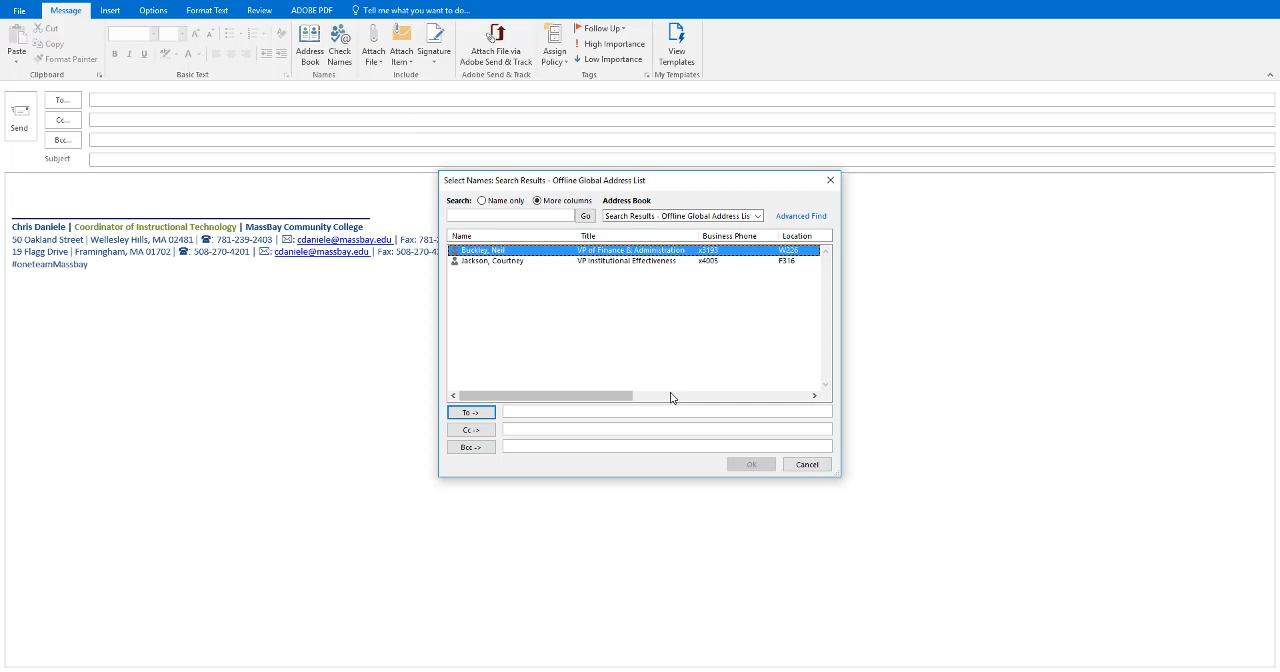 File Message Insert Options Format Text Review ADOBE PDF Tell me what you want to do...
Cut
Copy
Format Painter
Paste
Clipboard
B I U A
Basic Text
Address Book
Check Names
Names
Attach File
Attach Item
Signature
Include
Attach File via Adobe Send & Track
Adobe Send & Track
Assign Policy
Follow Up
High Importance
Low Importance
Tags
View Templates
My Templates
Send
To...
Cc...
Bcc...
Subject
Chris Daniele | Coordinator of Instructional Technology | MassBay Community College
50 Oakland Street | Wellesley Hills, MA 02481 | ☎: 781-239-2403 | ✉: cdaniele@massbay.edu | Fax: 781-2
19 Flagg Drive | Framingham, MA 01702 | ☎: 508-270-4201 | ✉: cdaniele@massbay.edu | Fax: 508-270-4
#oneteamMassbay
Select Names: Search Results - Offline Global Address List
Search: Name only More columns Address Book
Go Search Results - Offline Global Address List Advanced Find
Name Title Business Phone Location
Buckley, Neil VP of Finance & Administration x3193 W226
Jackson, Courtney VP Institutional Effectiveness x4005 F316
To ->
Cc ->
Bcc ->
OK Cancel